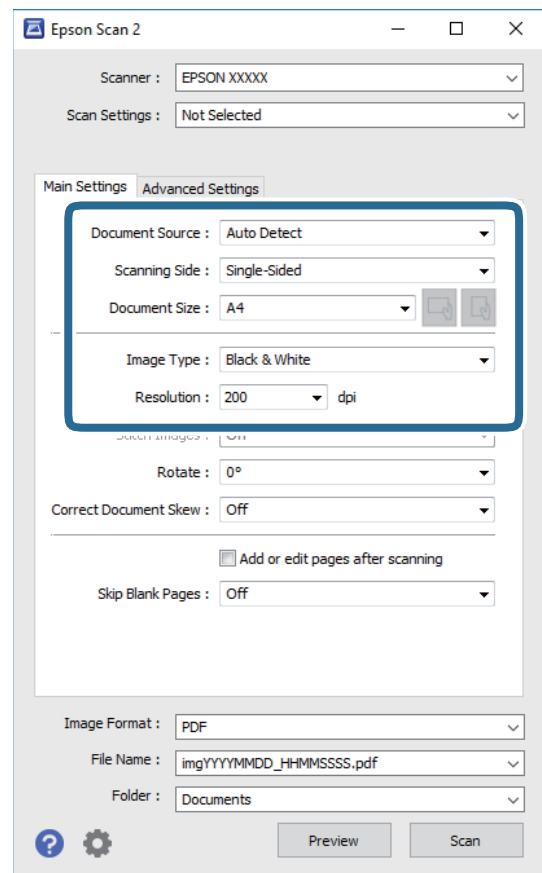 Epson Scan 2
Scanner : EPSON XXXXX
Scan Settings : Not Selected
Main Settings Advanced Settings
Document Source : Auto Detect
Scanning Side : Single-Sided
Document Size : A4
Image Type : Black & White
Resolution : 200 dpi
Rotate : 0°
Correct Document Skew : Off
Add or edit pages after scanning
Skip Blank Pages : Off
Image Format : PDF
File Name : imgYYYYMMDD_HHMMSSSS.pdf
Folder : Documents
Preview Scan